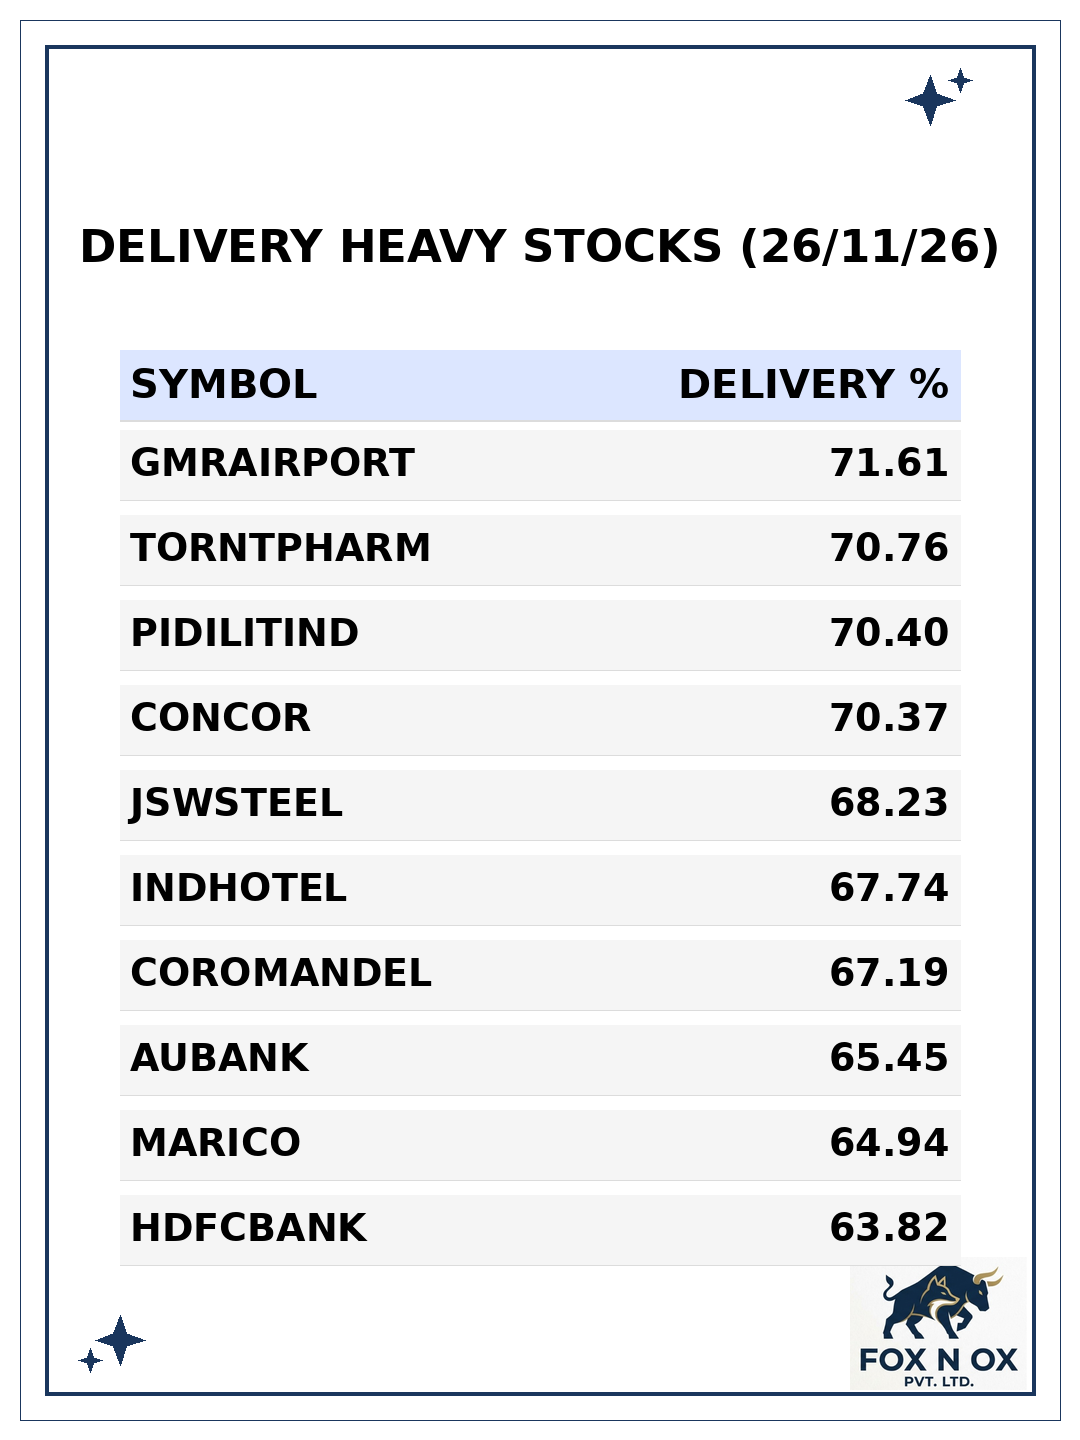 DELIVERY HEAVY STOCKS (26/11/26)
SYMBOL DELIVERY %
GMRAIRPORT 71.61
TORNTPHARM 70.76
PIDILITIND 70.40
CONCOR 70.37
JSWSTEEL 68.23
INDHOTEL 67.74
COROMANDEL 67.19
AUBANK 65.45
MARICO 64.94
HDFCBANK 63.82
FOX N OX
PVT. LTD.